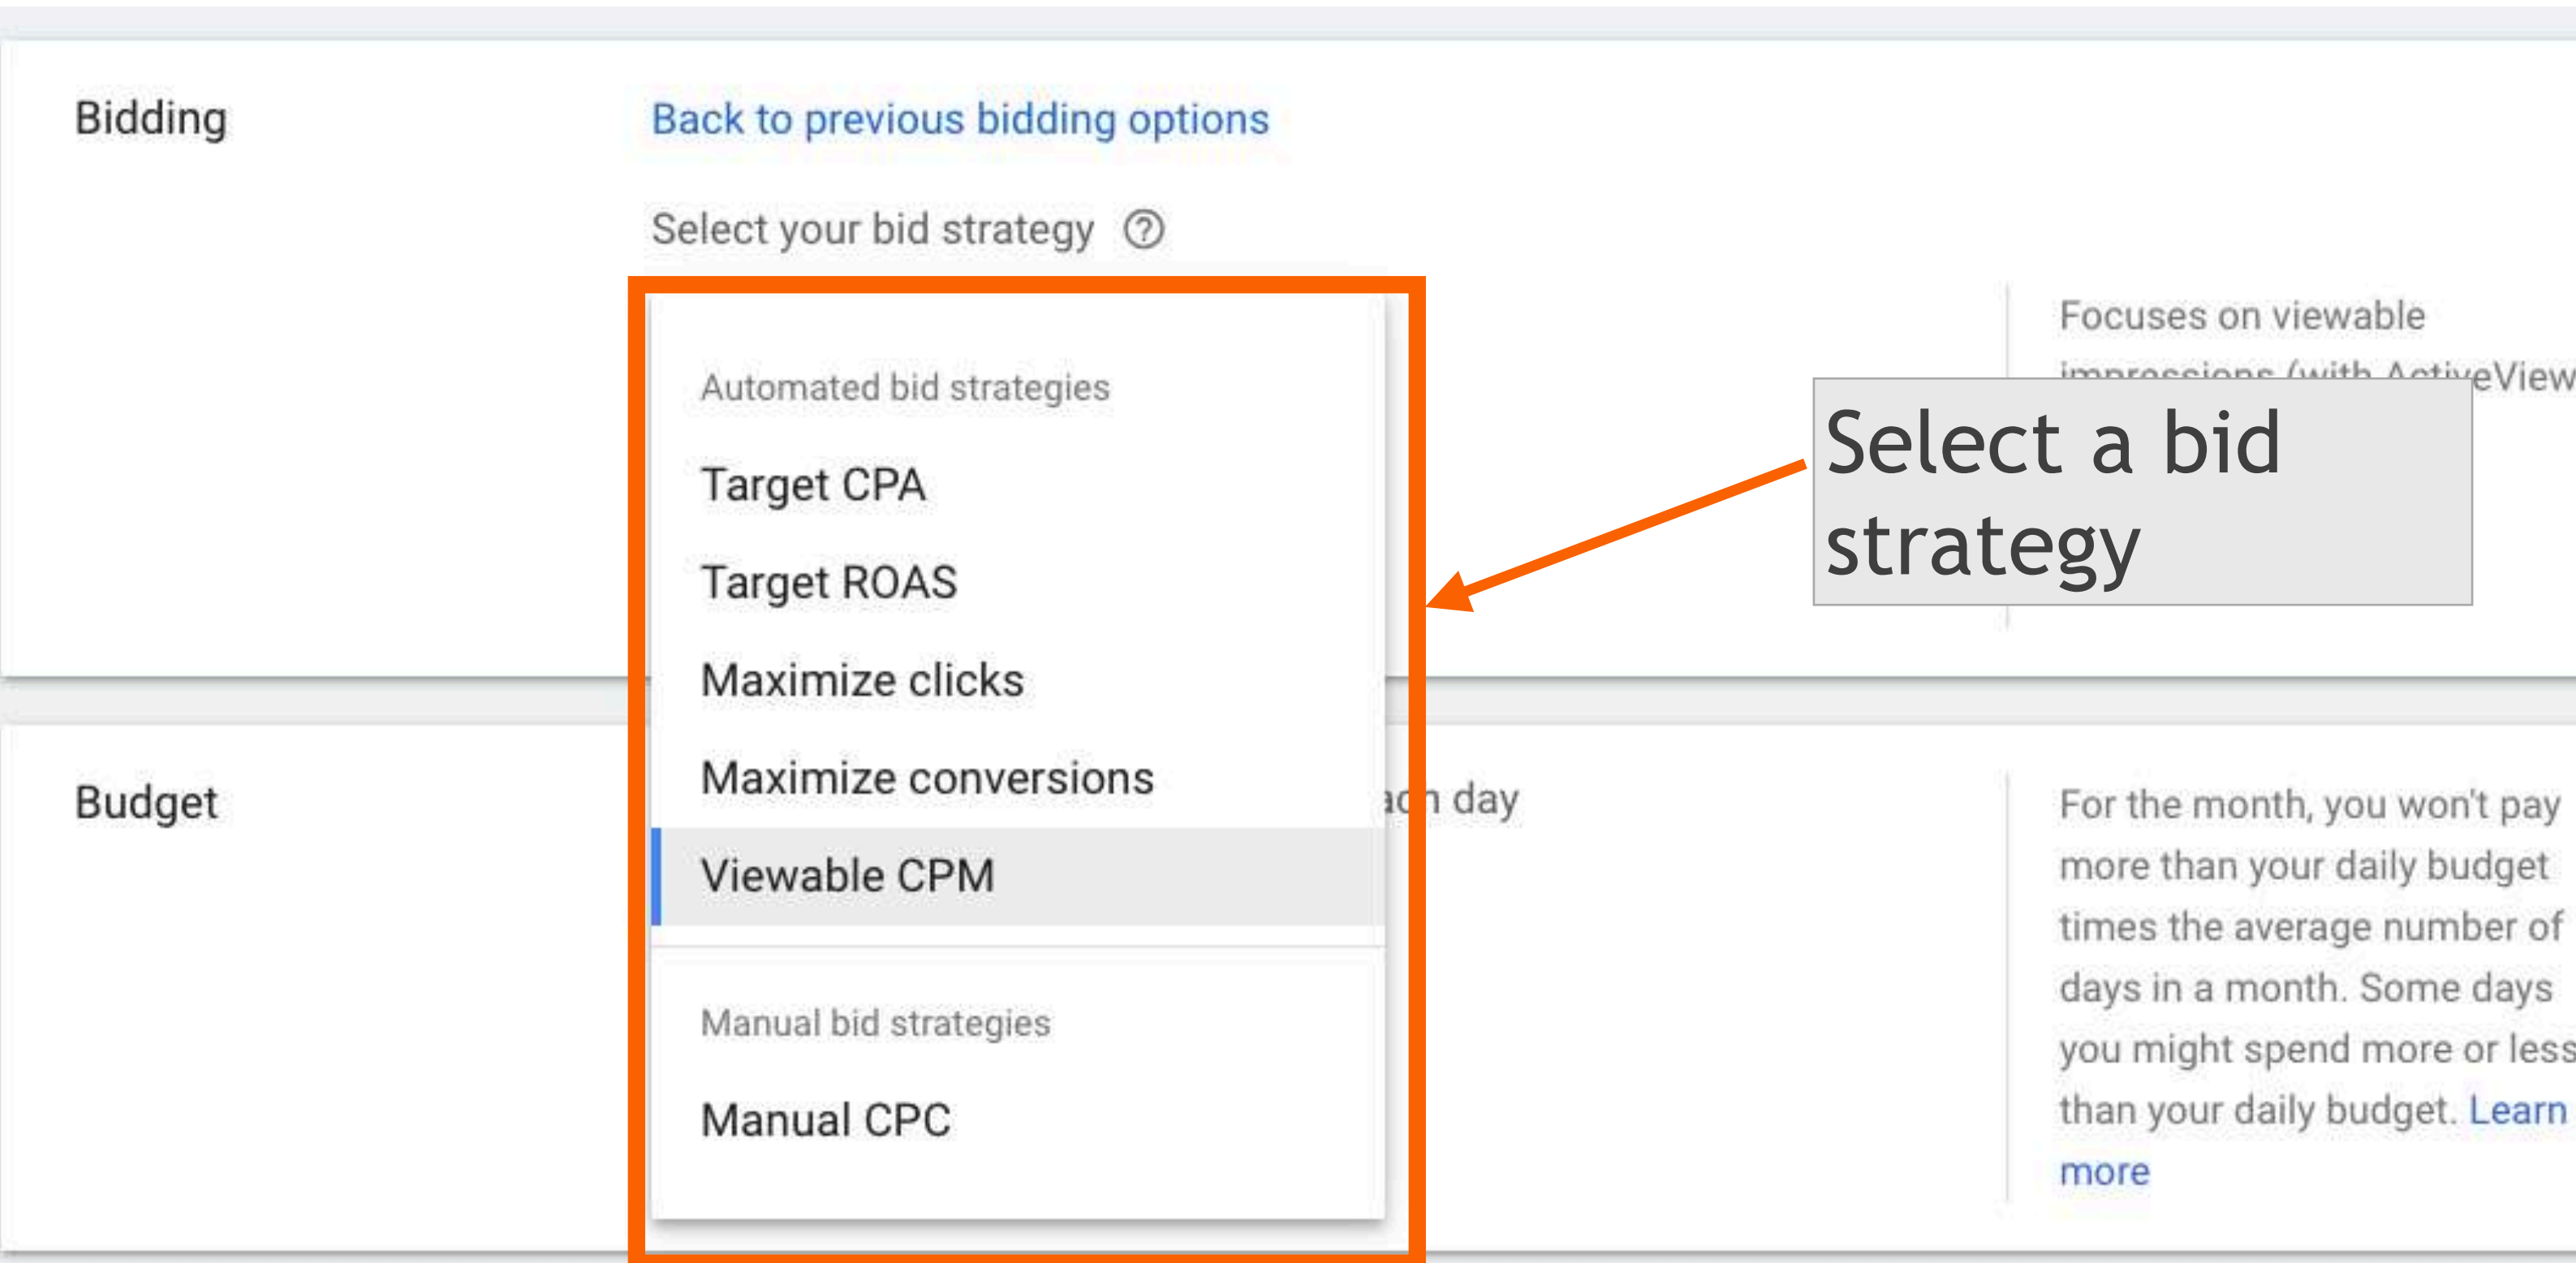 Bidding
Back to previous bidding options
Select your bid strategy ?
Automated bid strategies
Target CPA
Target ROAS
Maximize clicks
Maximize conversions
Viewable CPM
Manual bid strategies
Manual CPC
Focuses on viewable
impressions (with ActiveView
Select a bid
strategy
Budget
day
For the month, you won't pay
more than your daily budget
times the average number of
days in a month. Some days
you might spend more or less
than your daily budget. Learn
more